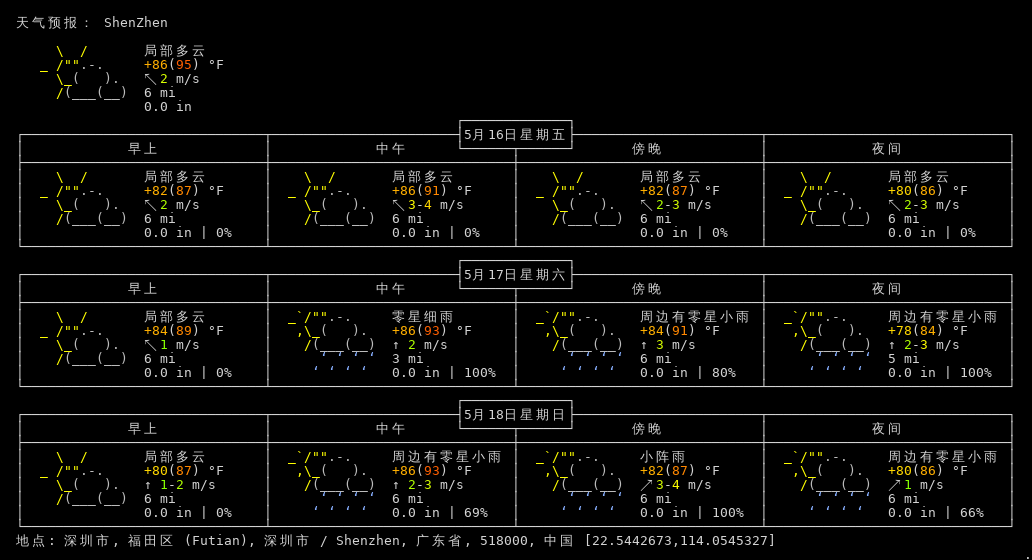 天气预报： ShenZhen
局部多云
+86(95) °F
↖2 m/s
6 mi
0.0 in
5月16日星期五
早上 中午 傍晚 夜间
局部多云 局部多云 局部多云 局部多云
+82(87) °F +86(91) °F +82(87) °F +80(86) °F
↖2 m/s ↖3-4 m/s ↖2-3 m/s ↖2-3 m/s
6 mi 6 mi 6 mi 6 mi
0.0 in | 0% 0.0 in | 0% 0.0 in | 0% 0.0 in | 0%
5月17日星期六
早上 中午 傍晚 夜间
局部多云 零星细雨 周边有零星小雨 周边有零星小雨
+84(89) °F +86(93) °F +84(91) °F +78(84) °F
↖1 m/s ↑ 2 m/s ↑ 3 m/s ↑ 2-3 m/s
6 mi 3 mi 6 mi 5 mi
0.0 in | 0% 0.0 in | 100% 0.0 in | 80% 0.0 in | 100%
5月18日星期日
早上 中午 傍晚 夜间
局部多云 周边有零星小雨 小阵雨 周边有零星小雨
+80(87) °F +86(93) °F +82(87) °F +80(86) °F
↑ 1-2 m/s ↑ 2-3 m/s ↗3-4 m/s ↗1 m/s
6 mi 6 mi 6 mi 6 mi
0.0 in | 0% 0.0 in | 69% 0.0 in | 100% 0.0 in | 66%
地点: 深圳市, 福田区 (Futian), 深圳市 / Shenzhen, 广东省, 518000, 中国 [22.5442673,114.0545327]